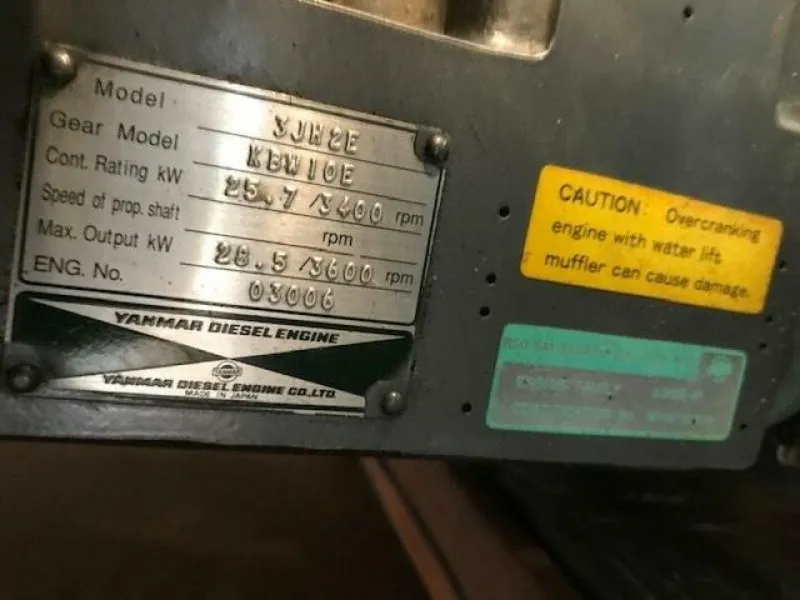 Model 3JH2E
Gear Model KBW10E
Cont. Rating kW 25.7/3400 rpm
Speed of prop. shaft rpm
Max. Output kW 28.5/3600 rpm
ENG. No. 03006
YANMAR DIESEL ENGINE
YANMAR DIESEL ENGINE CO.,LTD.
MADE IN JAPAN
CAUTION: Overcranking
engine with water lift
muffler can cause damage.